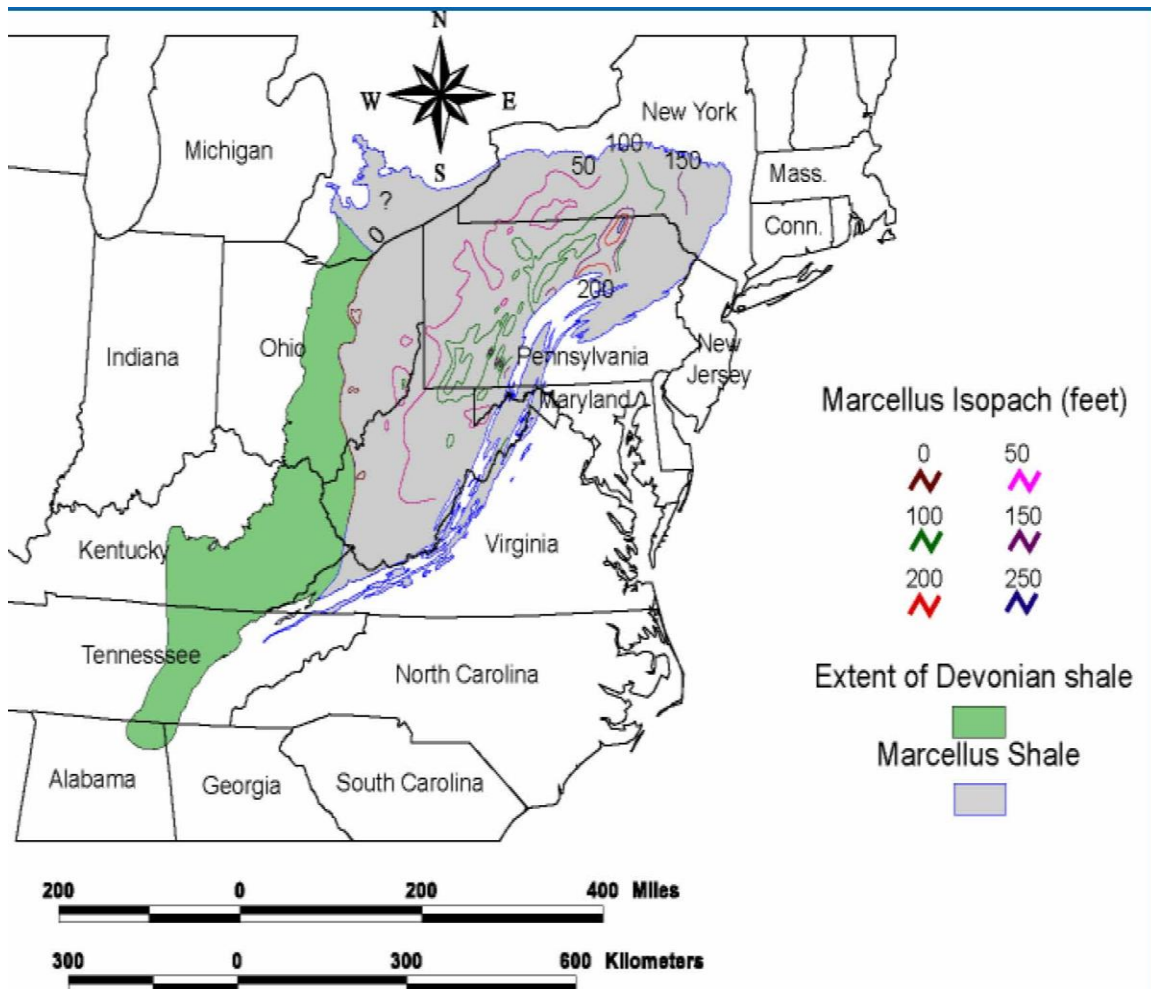 N
W
E
S
New York
Michigan
100
50
150
Mass.
?
Conn.
0
200
Ohio
Indiana
Pennsylvania
New
Jersey
Maryland
Marcellus Isopach (feet)
0 50
100 150
200 250
Kentucky
Virginia
Tennesssee
North Carolina
Extent of Devonian shale
Marcellus Shale
Alabama
Georgia
South Carolina
200 0 200 400 Miles
300 0 300 600 Kilometers